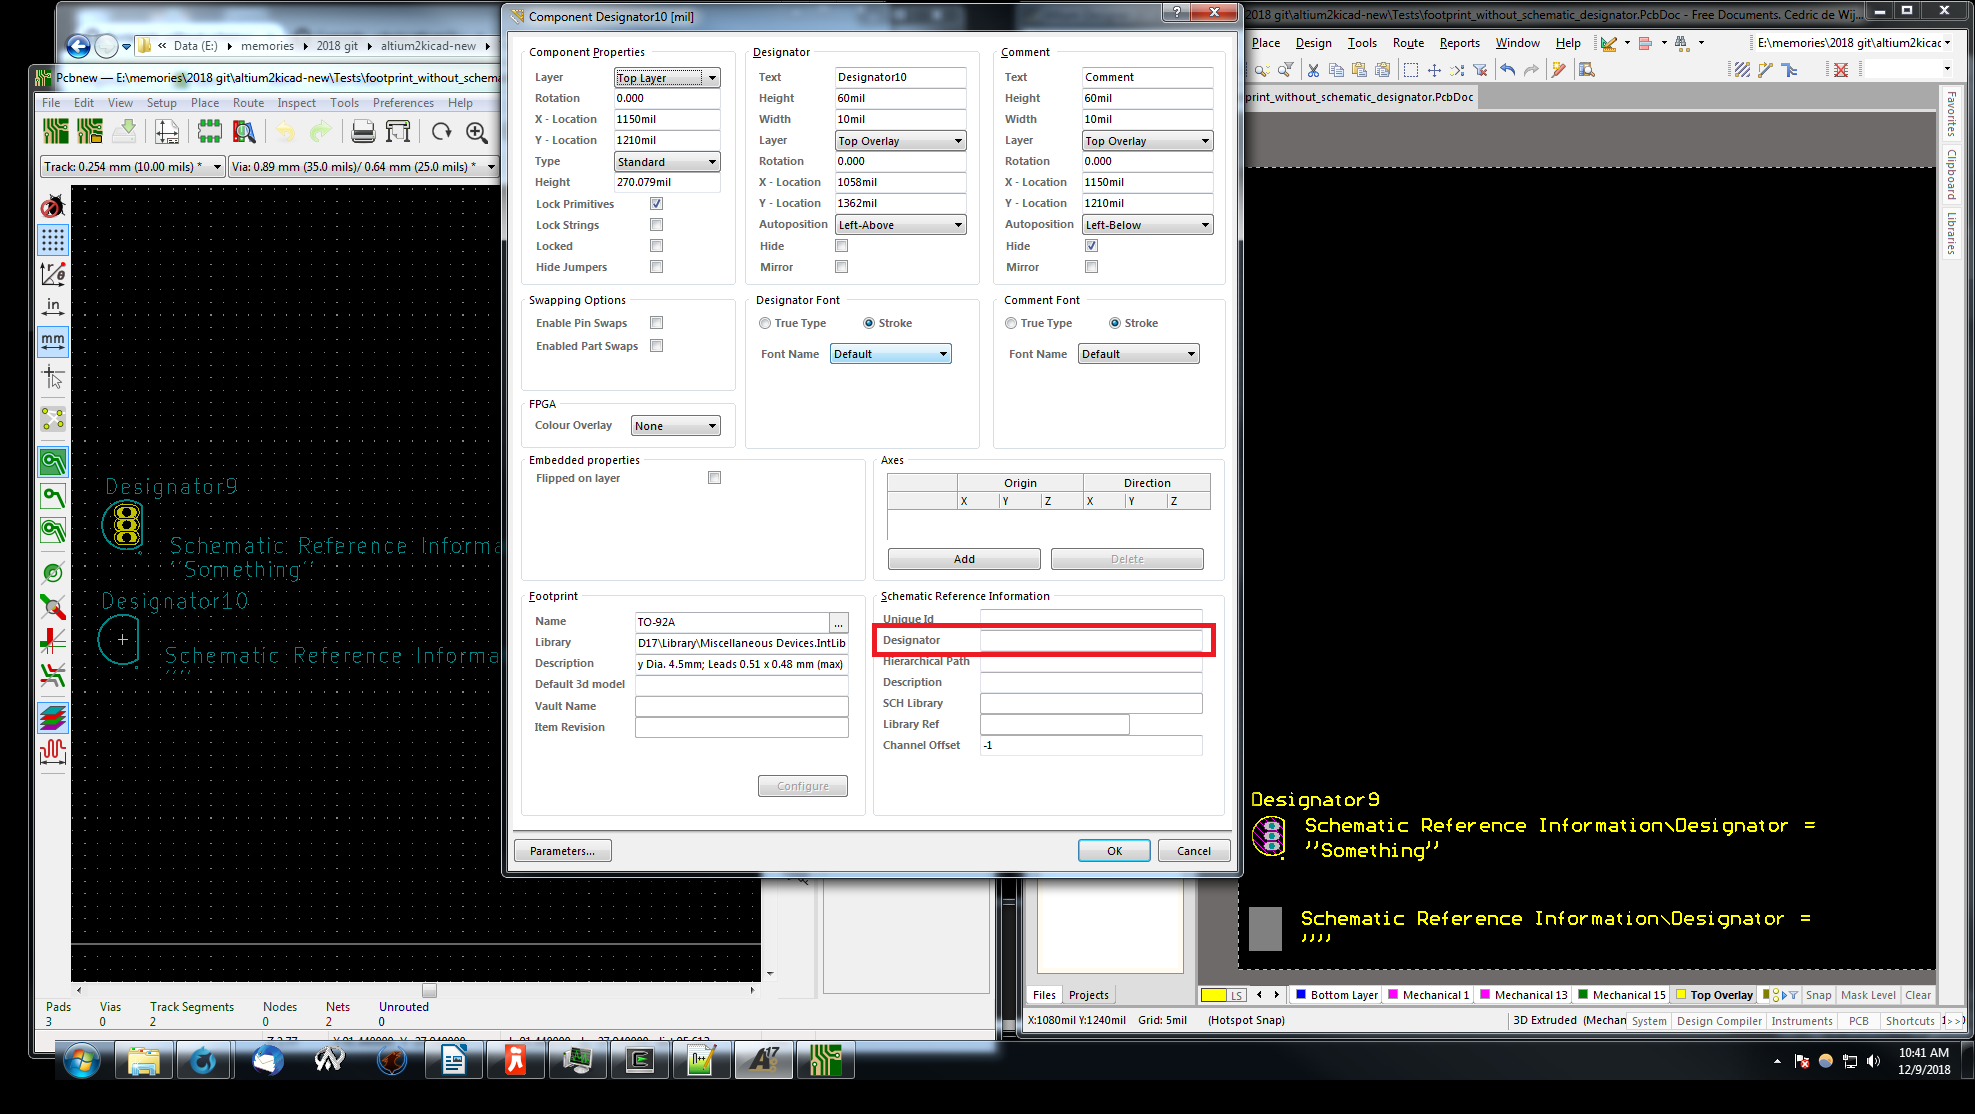 Data (E:) memories 2018 git altium2kicad-new
Pcbnew — E:\memories\2018 git\altium2kicad-new\Tests\footprint_without_schema
File Edit View Setup Place Route Inspect Tools Preferences Help
Track: 0.254 mm (10.00 mils) * Via: 0.89 mm (35.0 mils)/ 0.64 mm (25.0 mils) *
in
mm
Designator9
Schematic Reference Informa
''Something''
Designator10
Schematic Reference Informat
''''
Pads Vias Track Segments Nodes Nets Unrouted
3 0 2 0 2 0
Component Designator10 [mil]
Component Properties
Layer Top Layer
Rotation 0.000
X - Location 1150mil
Y - Location 1210mil
Type Standard
Height 270.079mil
Lock Primitives
Lock Strings
Locked
Hide Jumpers
Designator
Text Designator10
Height 60mil
Width 10mil
Layer Top Overlay
Rotation 0.000
X - Location 1058mil
Y - Location 1362mil
Autoposition Left-Above
Hide
Mirror
Comment
Text Comment
Height 60mil
Width 10mil
Layer Top Overlay
Rotation 0.000
X - Location 1150mil
Y - Location 1210mil
Autoposition Left-Below
Hide
Mirror
Swapping Options
Enable Pin Swaps
Enabled Part Swaps
Designator Font
True Type Stroke
Font Name Default
Comment Font
True Type Stroke
Font Name Default
FPGA
Colour Overlay None
Embedded properties
Flipped on layer
Axes
Origin Direction
X Y Z X Y Z
Add Delete
Footprint
Name TO-92A ...
Library D17\Library\Miscellaneous Devices.IntLib
Description y Dia. 4.5mm; Leads 0.51 x 0.48 mm (max)
Default 3d model
Vault Name
Item Revision
Configure
Schematic Reference Information
Unique Id
Designator
Hierarchical Path
Description
SCH Library
Library Ref
Channel Offset -1
Parameters... OK Cancel
2018 git\altium2kicad-new\Tests\footprint_without_schematic_designator.PcbDoc - Free Documents. Cedric de Wij...
Place Design Tools Route Reports Window Help E:\memories\2018 git\altium2kicac
print_without_schematic_designator.PcbDoc
Favorites
Clipboard
Libraries
Designator9
Schematic Reference Information\Designator =
''Something''
Schematic Reference Information\Designator =
''''
Files Projects
LS Bottom Layer Mechanical 1 Mechanical 13 Mechanical 15 Top Overlay Snap Mask Level Clear
X:1080mil Y:1240mil Grid: 5mil (Hotspot Snap) 3D Extruded (Mechan System Design Compiler Instruments PCB Shortcuts >>
10:41 AM
12/9/2018